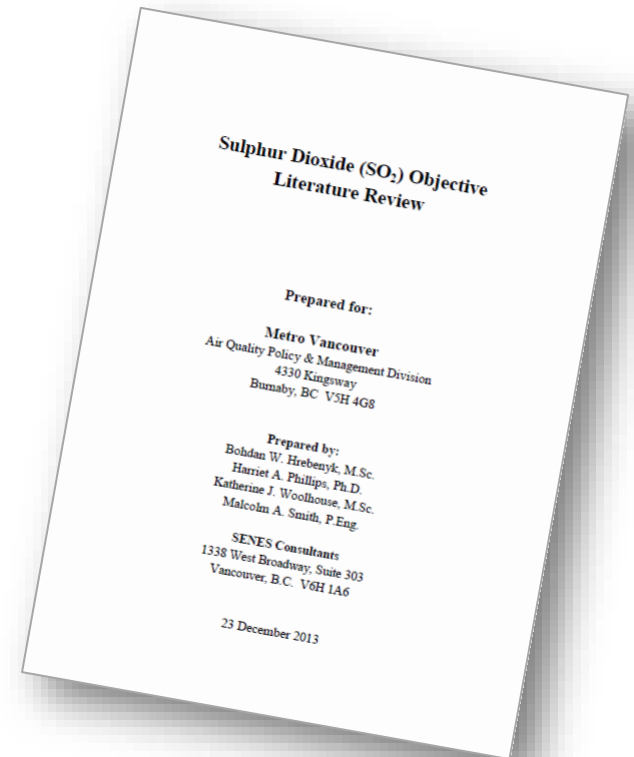 Sulphur Dioxide (SO₂) Objective
Literature Review
Prepared for:
Metro Vancouver
Air Quality Policy & Management Division
4330 Kingsway
Burnaby, BC V5H 4G8
Prepared by:
Bohdan W. Hrebenyk, M.Sc.
Harriet A. Phillips, Ph.D.
Katherine J. Woolhouse, M.Sc.
Malcolm A. Smith, P.Eng.
SENES Consultants
1338 West Broadway, Suite 303
Vancouver, B.C. V6H 1A6
23 December 2013